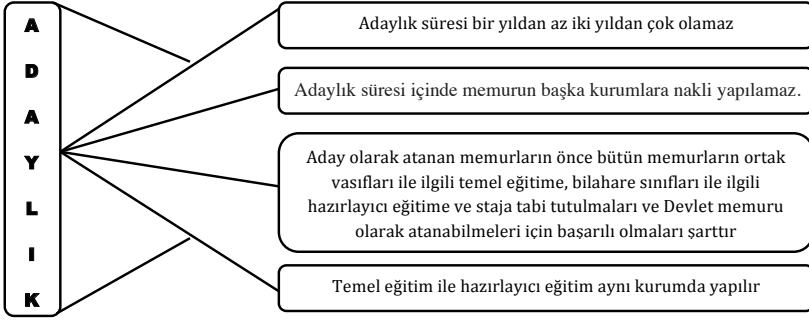 ADAYLIK
Adaylık süresi bir yıldan az iki yıldan çok olamaz
Adaylık süresi içinde memurun başka kurumlara nakli yapılamaz.
Aday olarak atanan memurların önce bütün memurların ortak
vasıfları ile ilgili temel eğitime, bilahare sınıfları ile ilgili
hazırlayıcı eğitime ve staja tabi tutulmaları ve Devlet memuru
olarak atanabilmeleri için başarılı olmaları şarttır
Temel eğitim ile hazırlayıcı eğitim aynı kurumda yapılır